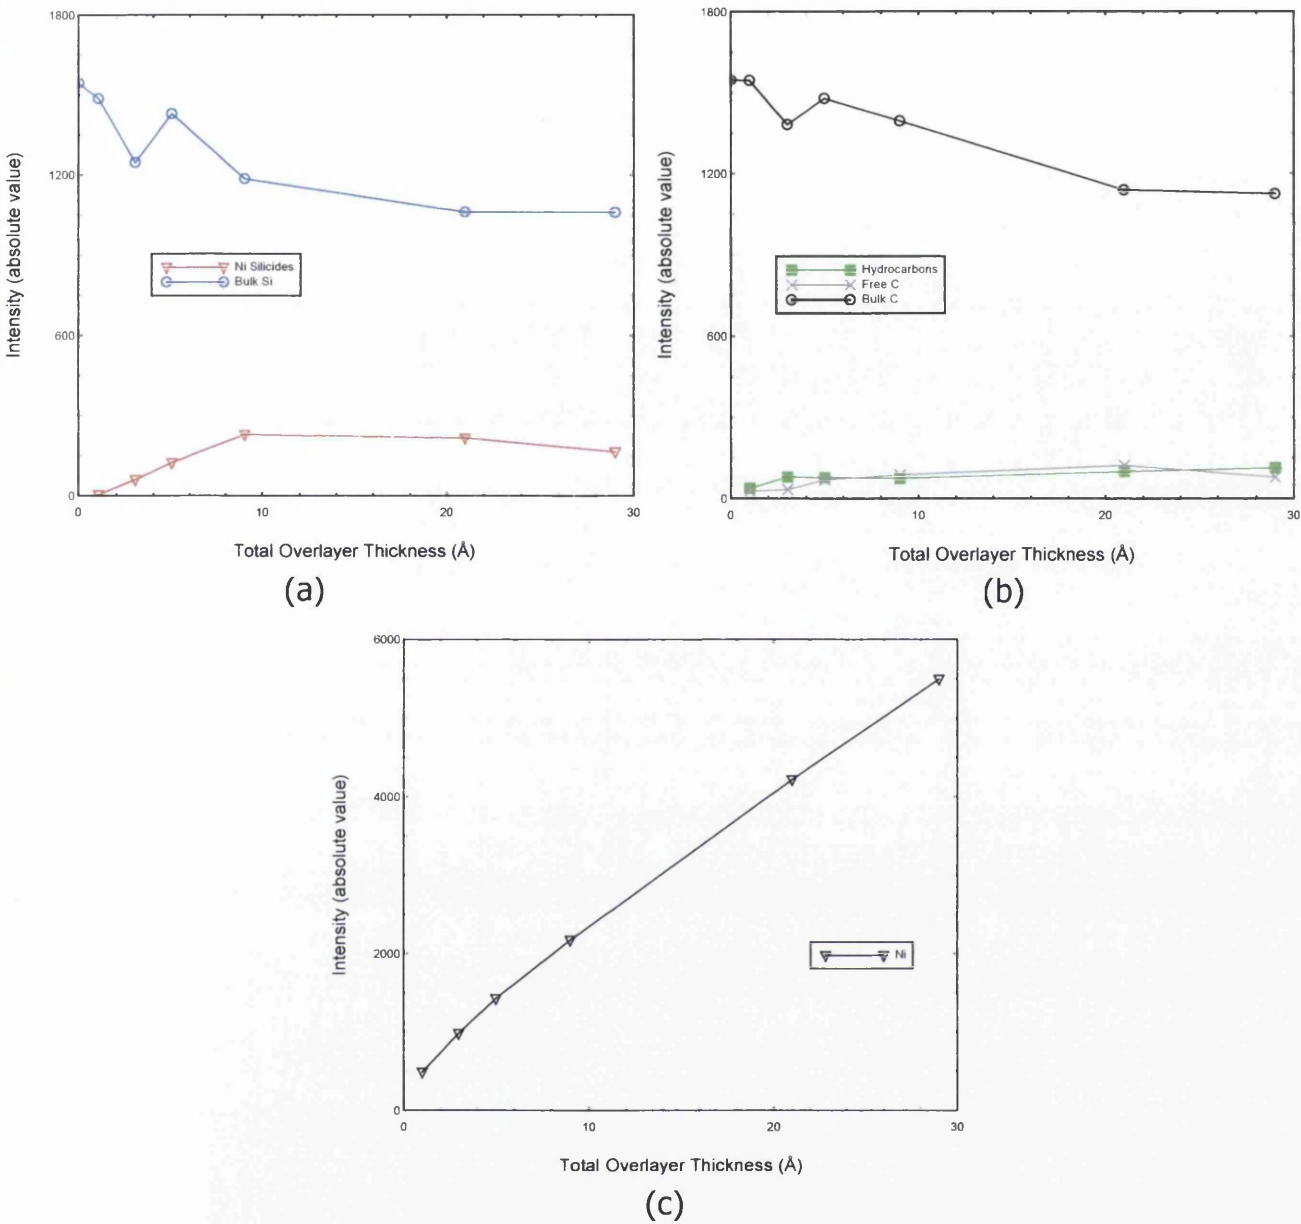 1800
1200
600
0
0
10
20
30
Intensity (absolute value)
Ni Silicides
Bulk Si
Total Overlayer Thickness (Å)
(a)
1800
1200
600
0
0
10
20
30
Intensity (absolute value)
Hydrocarbons
Free C
Bulk C
Total Overlayer Thickness (Å)
(b)
6000
4000
2000
0
0
10
20
30
Intensity (absolute value)
Ni
Total Overlayer Thickness (Å)
(c)